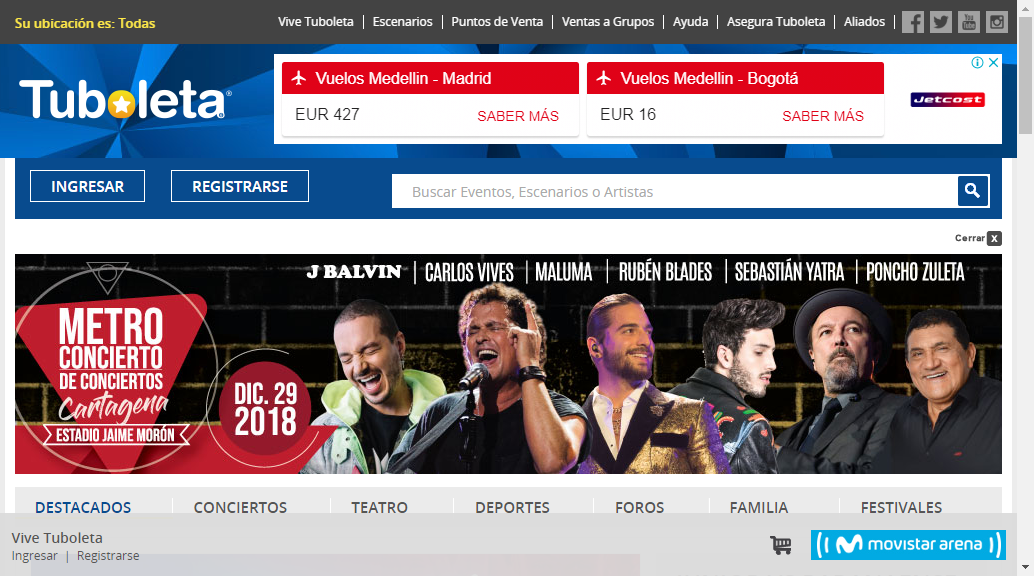 Su ubicación es: Todas
Vive Tuboleta | Escenarios | Puntos de Venta | Ventas a Grupos | Ayuda | Asegura Tuboleta | Aliados
You Tube
Tuboleta®
Vuelos Medellin - Madrid
EUR 427 SABER MÁS
Vuelos Medellin - Bogotá
EUR 16 SABER MÁS
Jetcost
INGRESAR REGISTRARSE
Buscar Eventos, Escenarios o Artistas
Cerrar X
J BALVIN | CARLOS VIVES | MALUMA | RUBÉN BLADES | SEBASTIÁN YATRA | PONCHO ZULETA
METRO
CONCIERTO
DE CONCIERTOS
Cartagena
ESTADIO JAIME MORÓN
DIC. 29
2018
DESTACADOS CONCIERTOS TEATRO DEPORTES FOROS FAMILIA FESTIVALES
Vive Tuboleta
Ingresar | Registrarse
movistar arena